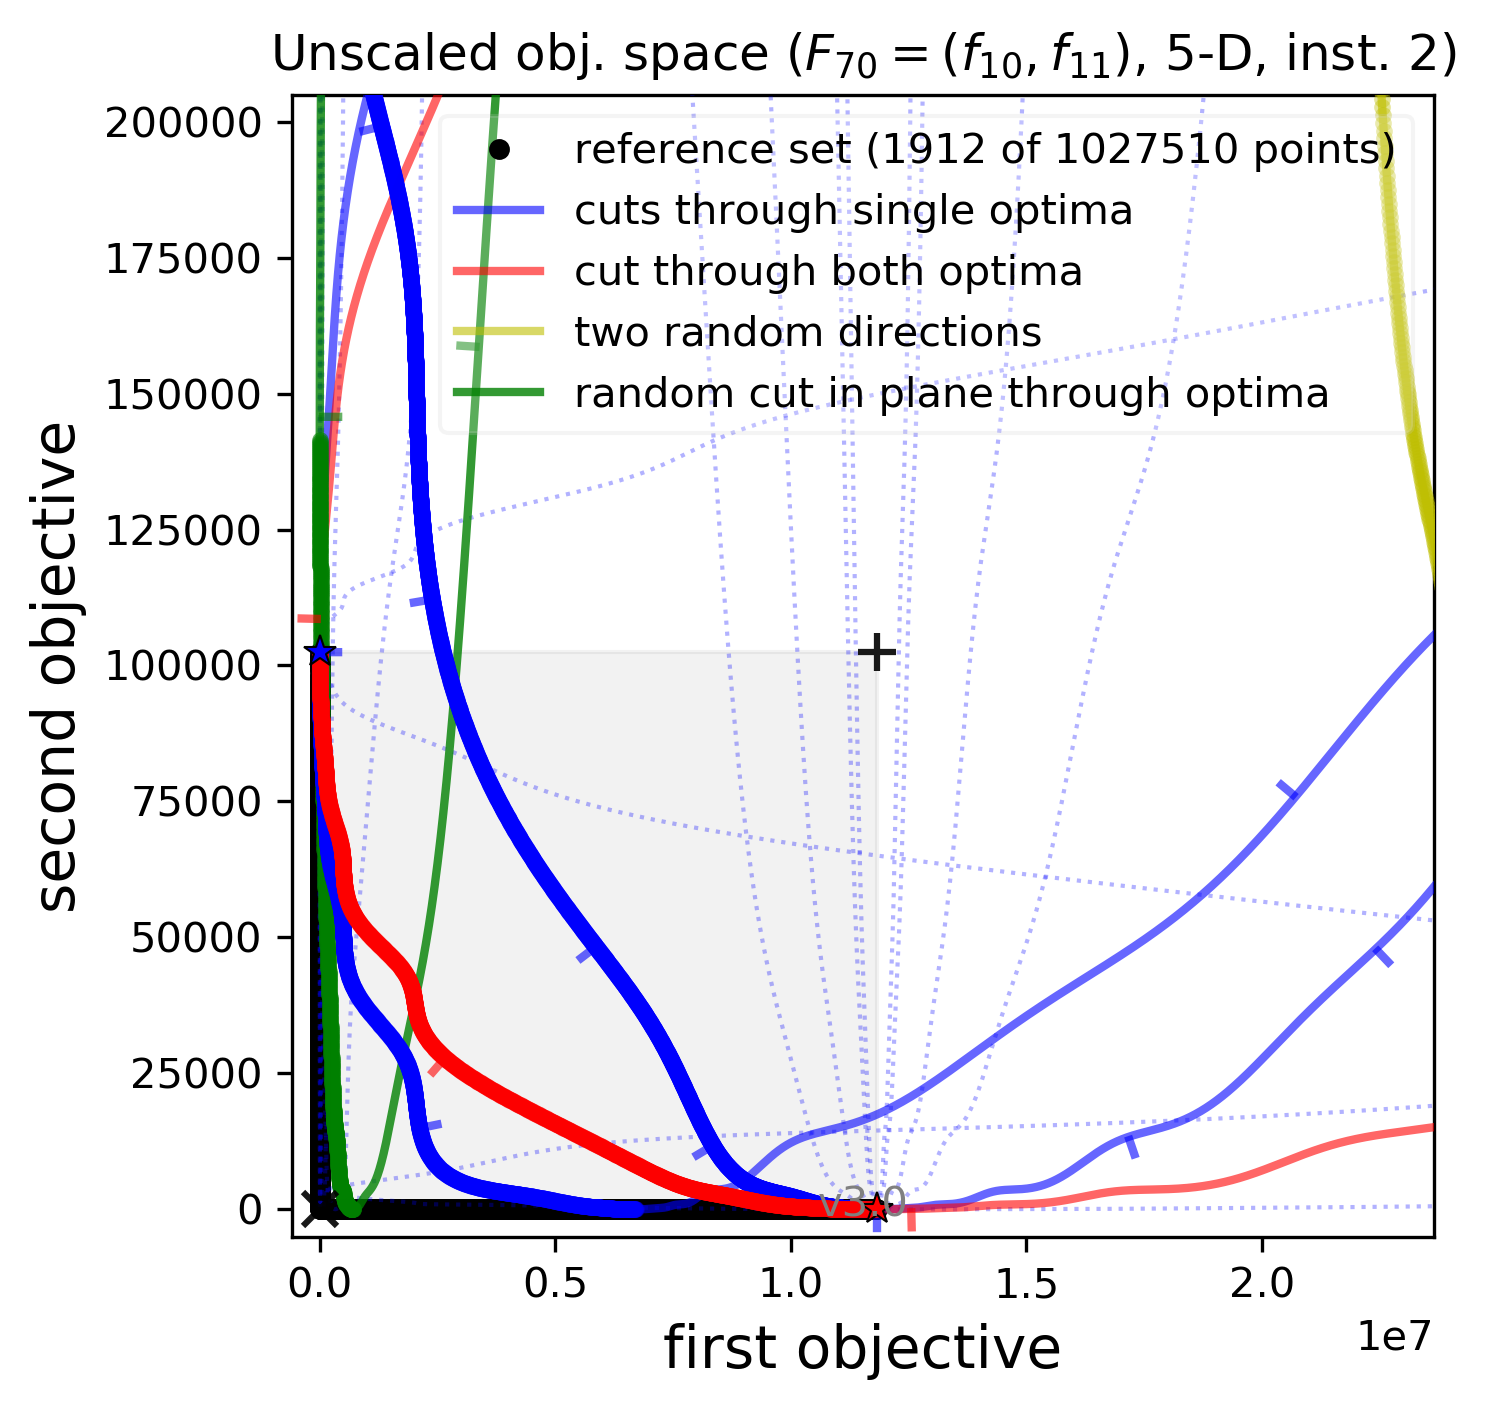 Unscaled obj. space (F₇₀ = (f₁₀, f₁₁), 5-D, inst. 2)
reference set (1912 of 1027510 points)
cuts through single optima
cut through both optima
two random directions
random cut in plane through optima
second objective
200000
175000
150000
125000
100000
75000
50000
25000
0
v3.0
0.0 0.5 1.0 1.5 2.0
1e7
first objective